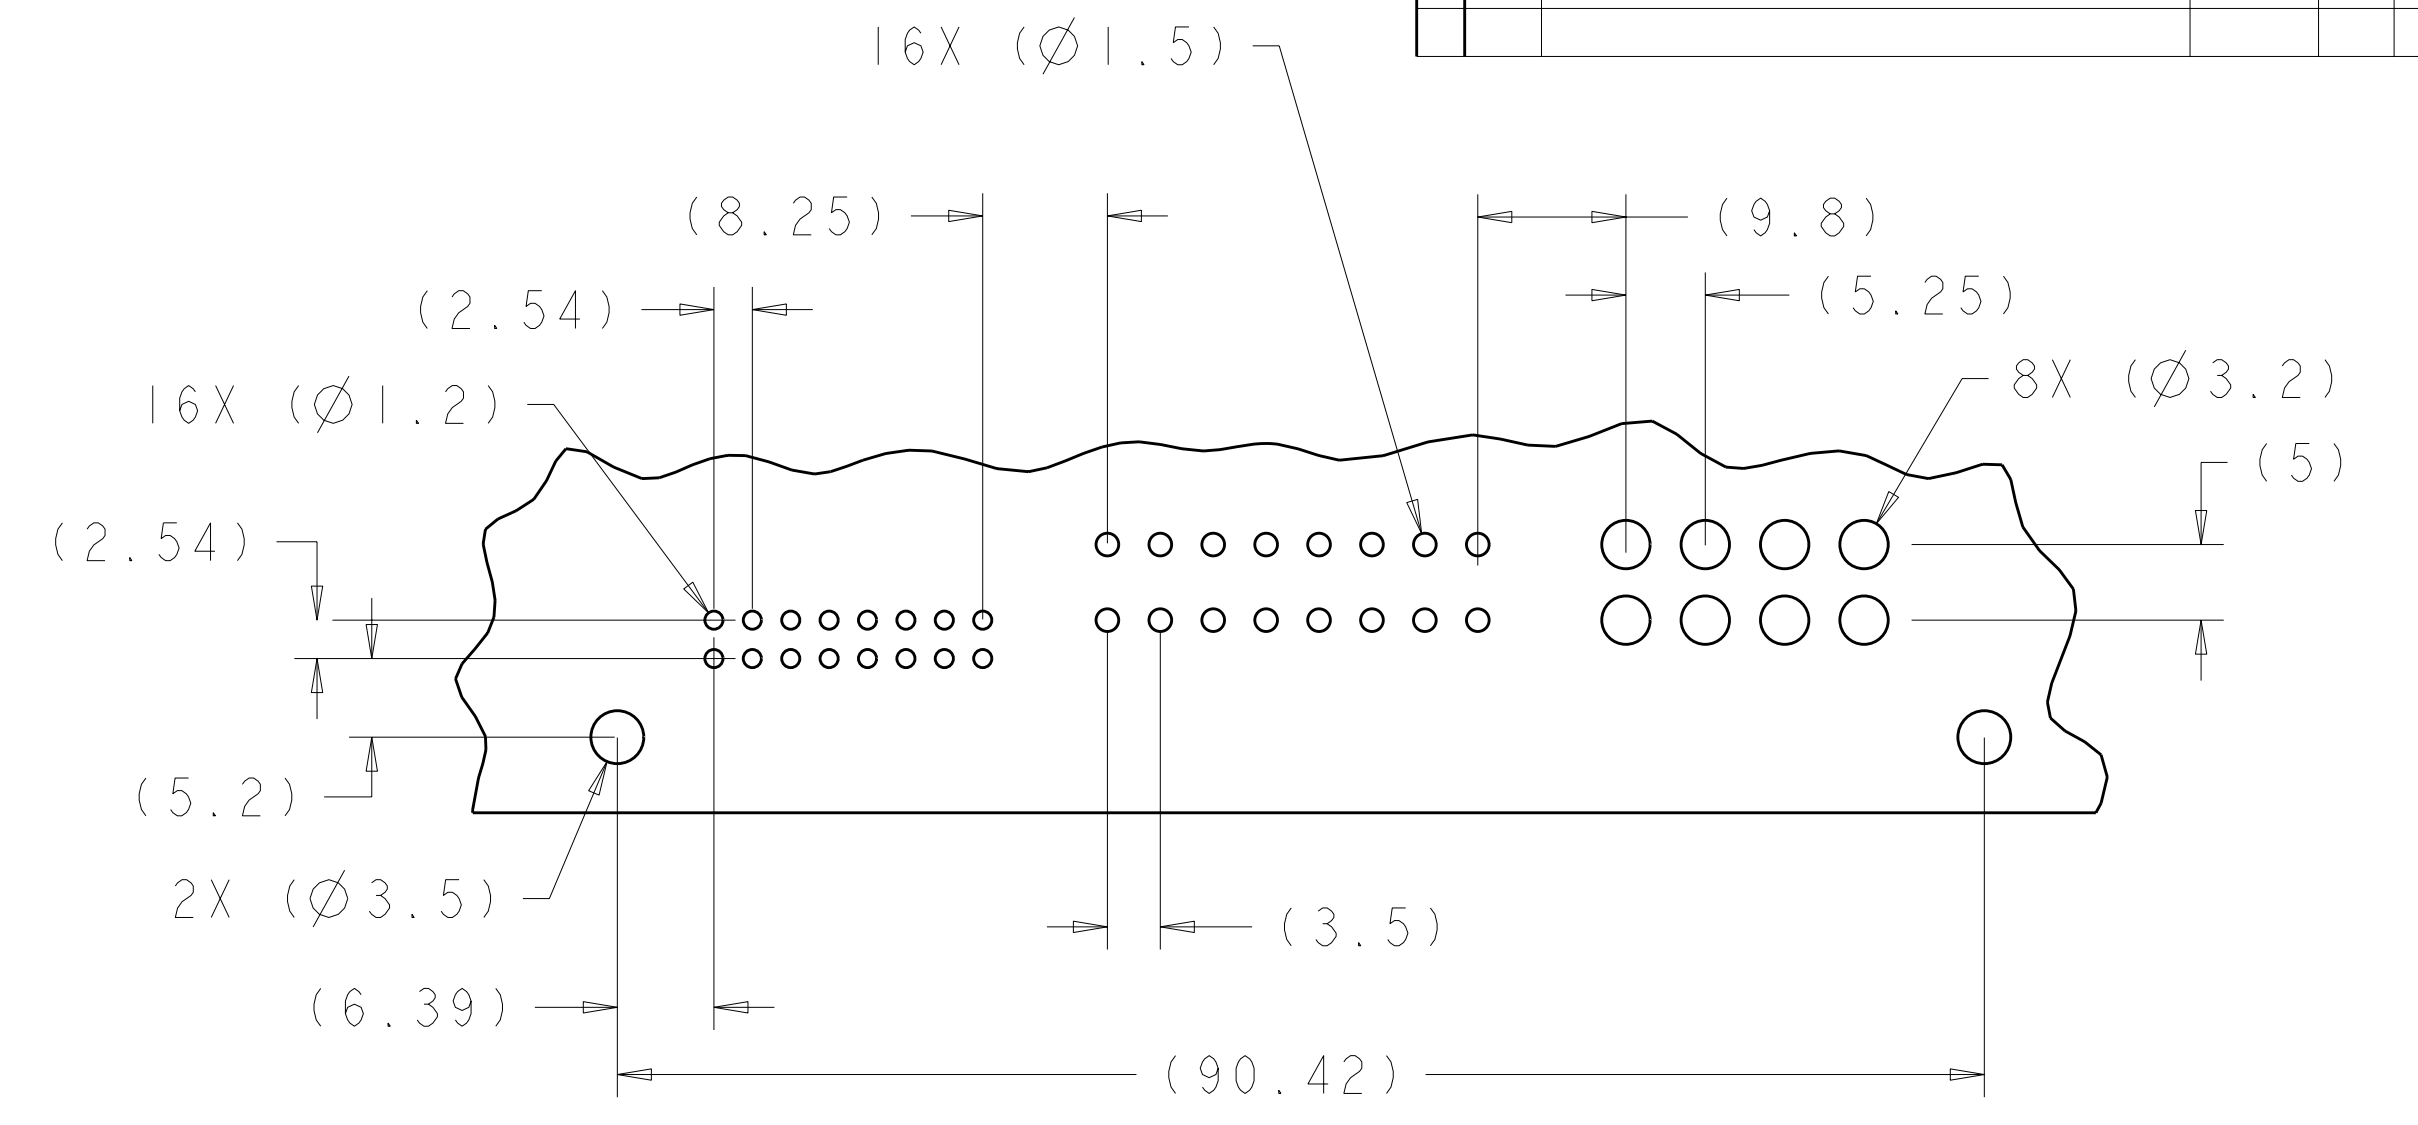 16X (Ø1.5)
(8.25)
(9.8)
(2.54)
(5.25)
16X (Ø1.2)
8X (Ø3.2)
(5)
(2.54)
(5.2)
2X (Ø3.5)
(3.5)
(6.39)
(90.42)